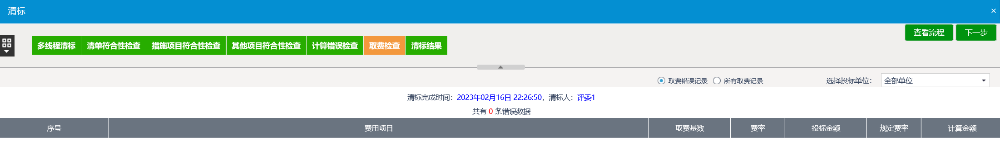 清标
×
查看流程 下一步
多线程清标 清单符合性检查 措施项目符合性检查 其他项目符合性检查 计算错误检查 取费检查 清标结果
取费错误记录 所有取费记录 选择投标单位： 全部单位
清标完成时间：2023年02月16日 22:26:50，清标人：评委1
共有 0 条错误数据
序号 费用项目 取费基数 费率 投标金额 规定费率 计算金额